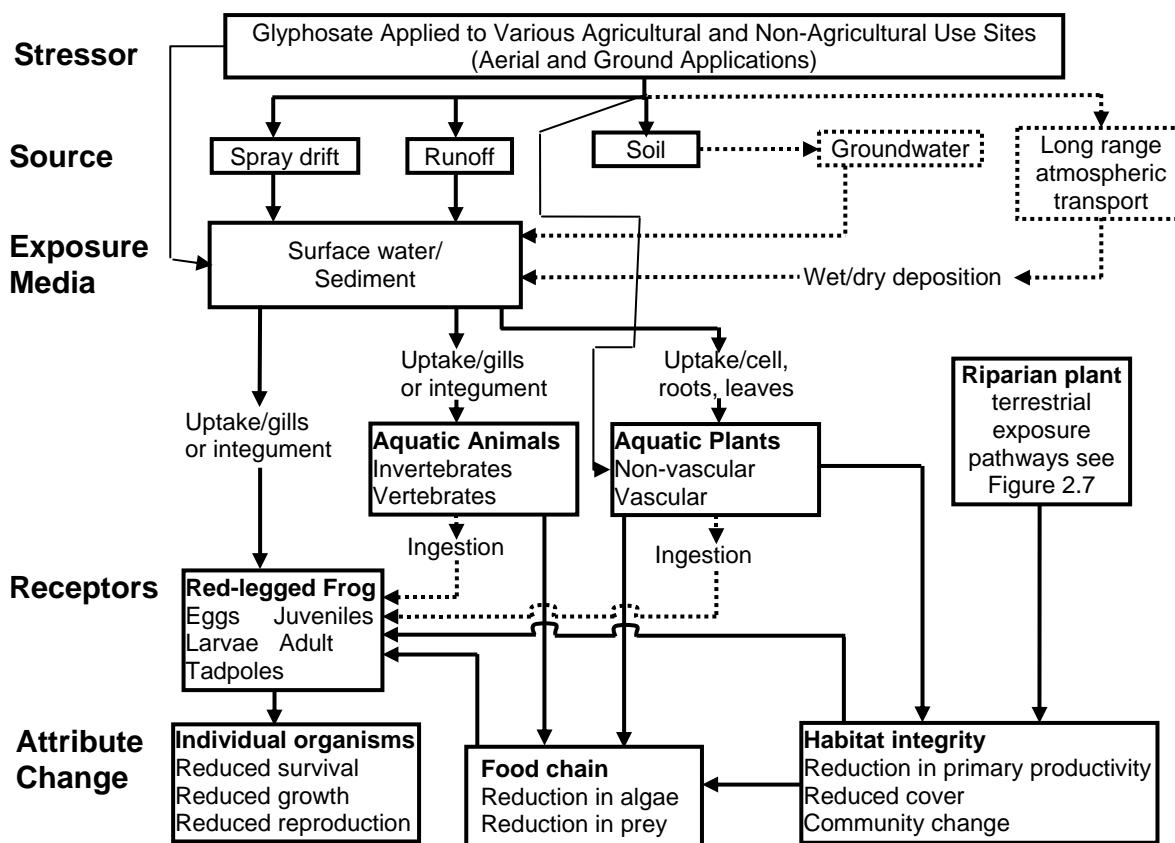 Stressor
Glyphosate Applied to Various Agricultural and Non-Agricultural Use Sites
(Aerial and Ground Applications)
Source
Spray drift
Runoff
Soil
Groundwater
Long range
atmospheric
transport
Exposure
Media
Surface water/
Sediment
Wet/dry deposition
Uptake/gills
or integument
Uptake/gills
or integument
Uptake/cell,
roots, leaves
Riparian plant
terrestrial
exposure
pathways see
Figure 2.7
Aquatic Animals
Invertebrates
Vertebrates
Aquatic Plants
Non-vascular
Vascular
Ingestion
Ingestion
Receptors
Red-legged Frog
Eggs Juveniles
Larvae Adult
Tadpoles
Attribute
Change
Individual organisms
Reduced survival
Reduced growth
Reduced reproduction
Food chain
Reduction in algae
Reduction in prey
Habitat integrity
Reduction in primary productivity
Reduced cover
Community change